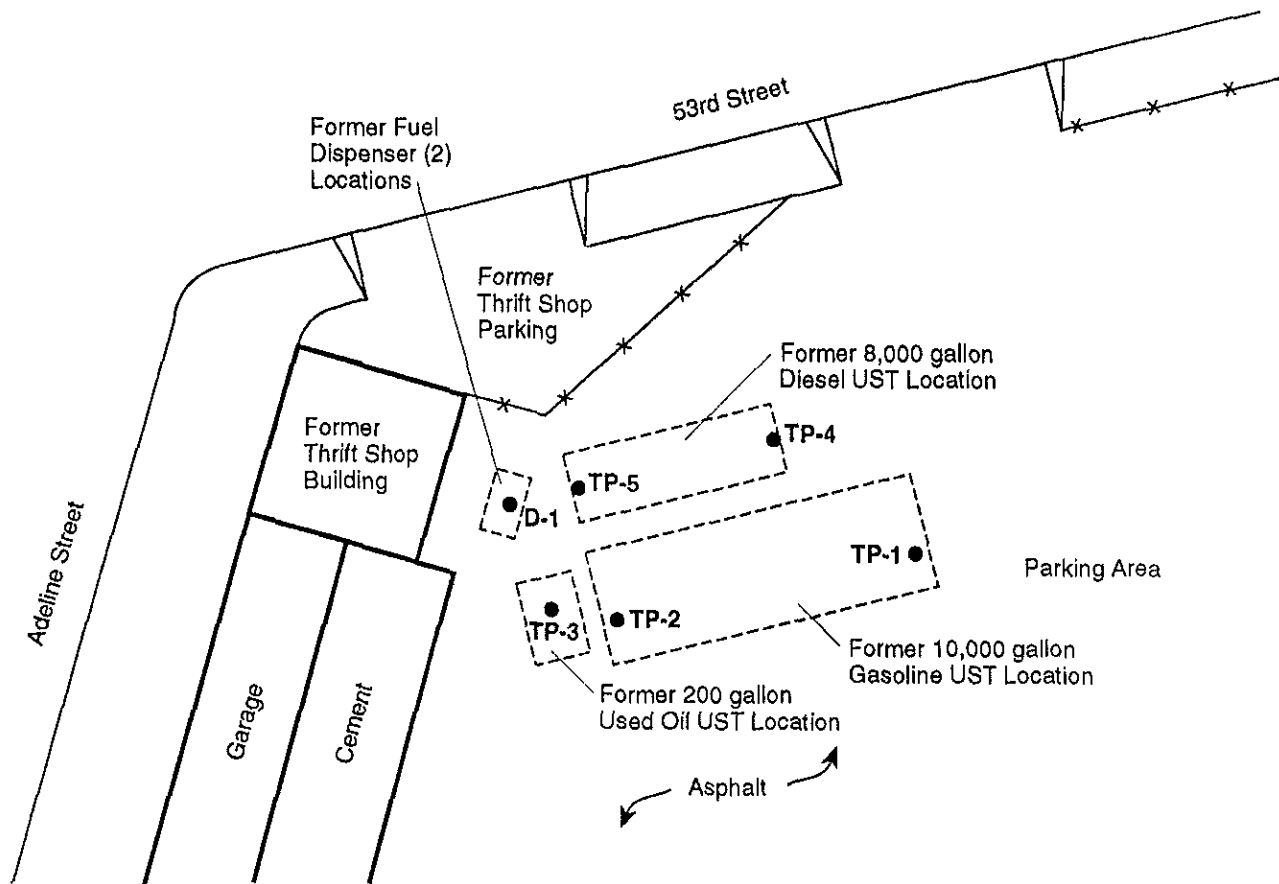 53rd Street
Former Fuel
Dispenser (2)
Locations
Former
Thrift Shop
Parking
Former 8,000 gallon
Diesel UST Location
Former
Thrift Shop
Building
TP-4
TP-5
D-1
TP-1
Parking Area
Adeline Street
TP-3
TP-2
Former 10,000 gallon
Gasoline UST Location
Former 200 gallon
Used Oil UST Location
Garage
Cement
Asphalt